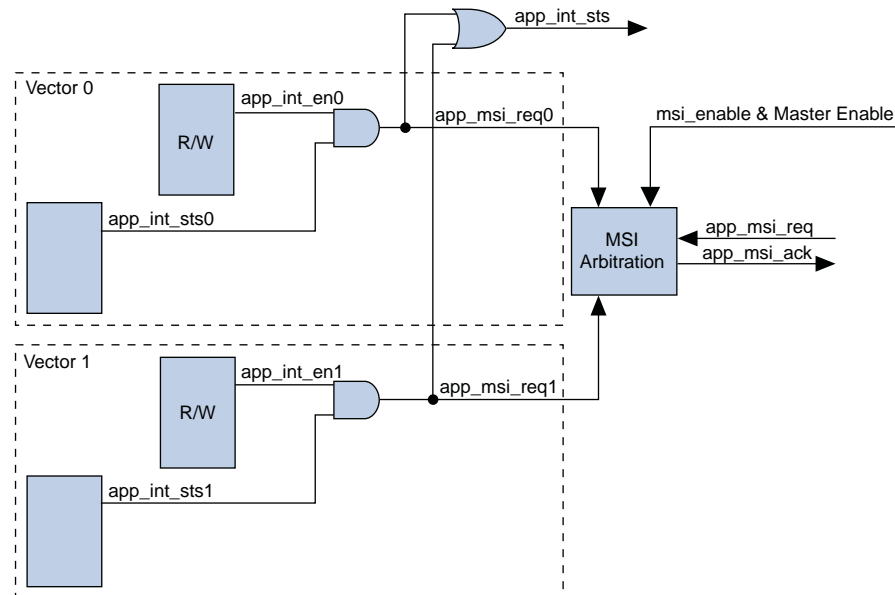 app_int_sts
Vector 0
app_int_en0
R/W
app_msi_req0
msi_enable & Master Enable
app_int_sts0
MSI
Arbitration
app_msi_req
app_msi_ack
Vector 1
app_int_en1
R/W
app_msi_req1
app_int_sts1